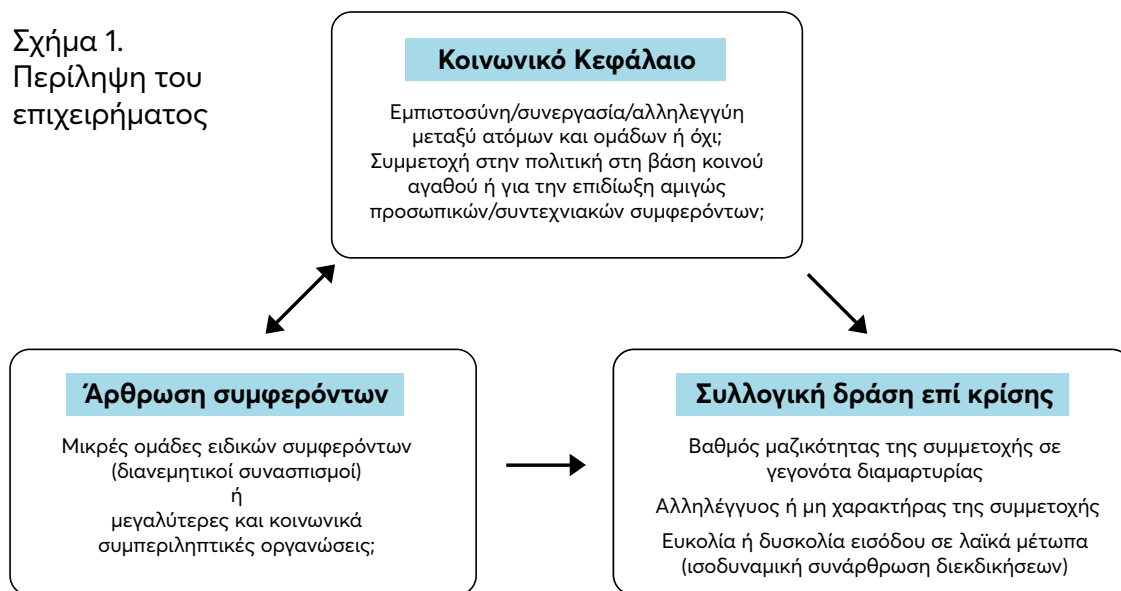 Σχήμα 1.
Περίληψη του
επιχειρήματος
Κοινωνικό Κεφάλαιο
Εμπιστοσύνη/συνεργασία/αλληλεγγύη
μεταξύ ατόμων και ομάδων ή όχι;
Συμμετοχή στην πολιτική στη βάση κοινού
αγαθού ή για την επιδίωξη αμιγώς
προσωπικών/συντεχνιακών συμφερόντων;
Άρθρωση συμφερόντων
Μικρές ομάδες ειδικών συμφερόντων
(διανεμητικοί συνασπισμοί)
ή
μεγαλύτερες και κοινωνικά
συμπεριληπτικές οργανώσεις;
Συλλογική δράση επί κρίσης
Βαθμός μαζικότητας της συμμετοχής σε
γεγονότα διαμαρτυρίας
Αλληλέγγυος ή μη χαρακτήρας της συμμετοχής
Ευκολία ή δυσκολία εισόδου σε λαϊκά μέτωπα
(ισοδυναμική συνάρθρωση διεκδικήσεων)